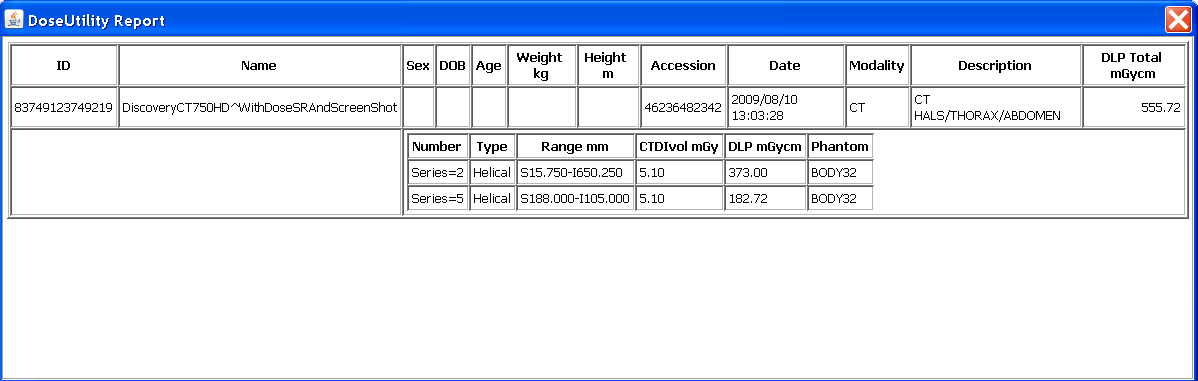 DoseUtility Report
ID Name Sex DOB Age Weight kg Height m Accession Date Modality Description DLP Total mGycm
83749123749219 DiscoveryCT750HD^WithDoseSRAndScreenShot 46236482342 2009/08/10 13:03:28 CT CT HALS/THORAX/ABDOMEN 555.72
Number Type Range mm CTDIvol mGy DLP mGycm Phantom
Series=2 Helical S15.750-I650.250 5.10 373.00 BODY32
Series=5 Helical S188.000-I105.000 5.10 182.72 BODY32